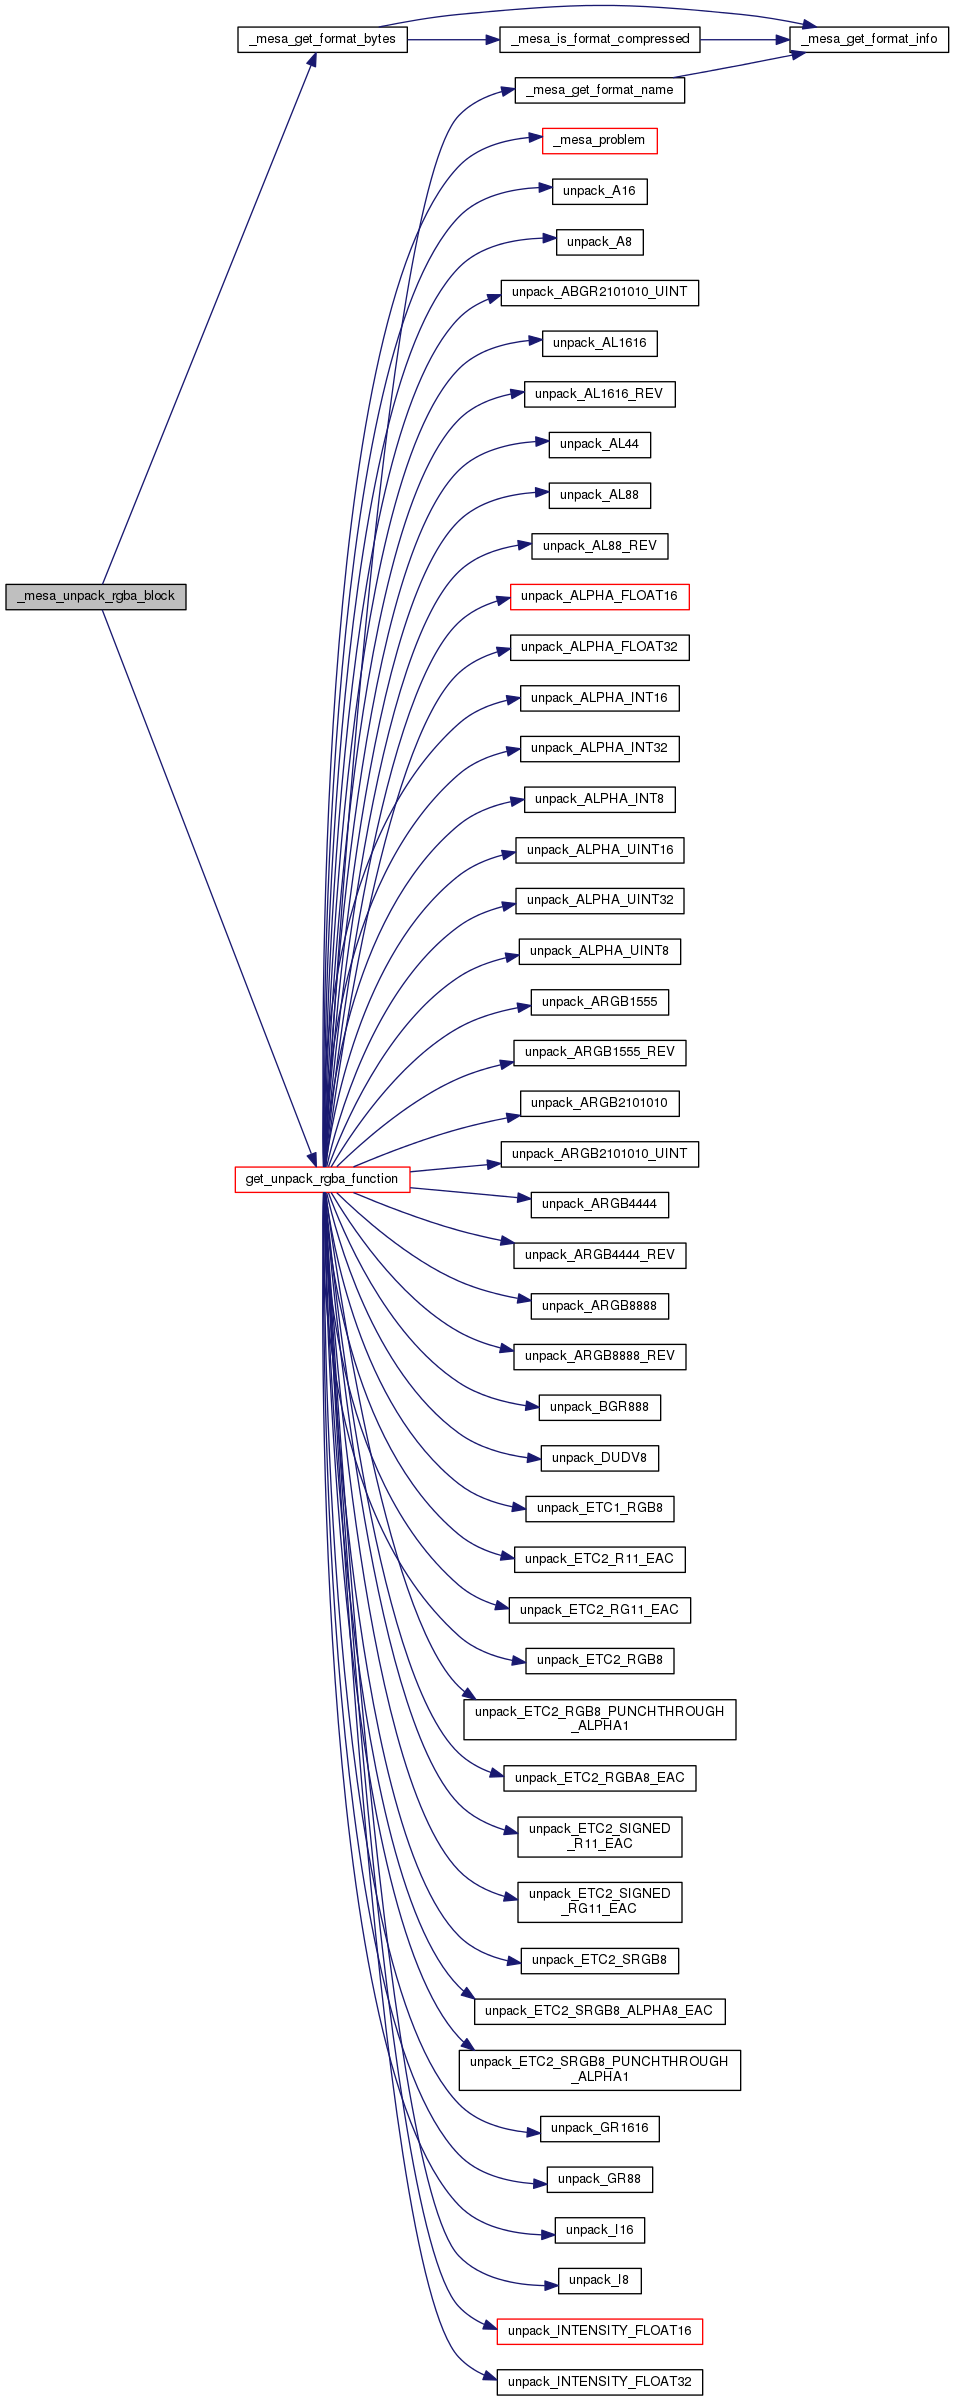 _mesa_get_format_bytes
_mesa_is_format_compressed
_mesa_get_format_info
_mesa_get_format_name
_mesa_problem
unpack_A16
unpack_A8
unpack_ABGR2101010_UINT
unpack_AL1616
unpack_AL1616_REV
unpack_AL44
unpack_AL88
unpack_AL88_REV
_mesa_unpack_rgba_block
unpack_ALPHA_FLOAT16
unpack_ALPHA_FLOAT32
unpack_ALPHA_INT16
unpack_ALPHA_INT32
unpack_ALPHA_INT8
unpack_ALPHA_UINT16
unpack_ALPHA_UINT32
unpack_ALPHA_UINT8
unpack_ARGB1555
unpack_ARGB1555_REV
unpack_ARGB2101010
unpack_ARGB2101010_UINT
get_unpack_rgba_function
unpack_ARGB4444
unpack_ARGB4444_REV
unpack_ARGB8888
unpack_ARGB8888_REV
unpack_BGR888
unpack_DUDV8
unpack_ETC1_RGB8
unpack_ETC2_R11_EAC
unpack_ETC2_RG11_EAC
unpack_ETC2_RGB8
unpack_ETC2_RGB8_PUNCHTHROUGH
_ALPHA1
unpack_ETC2_RGBA8_EAC
unpack_ETC2_SIGNED
_R11_EAC
unpack_ETC2_SIGNED
_RG11_EAC
unpack_ETC2_SRGB8
unpack_ETC2_SRGB8_ALPHA8_EAC
unpack_ETC2_SRGB8_PUNCHTHROUGH
_ALPHA1
unpack_GR1616
unpack_GR88
unpack_I16
unpack_I8
unpack_INTENSITY_FLOAT16
unpack_INTENSITY_FLOAT32